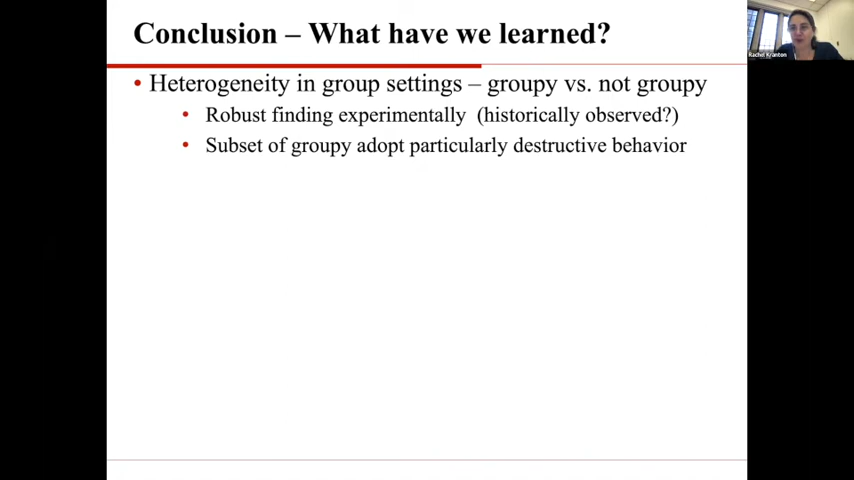 Conclusion – What have we learned?
• Heterogeneity in group settings – groupy vs. not groupy
• Robust finding experimentally (historically observed?)
• Subset of groupy adopt particularly destructive behavior
Rachel Kranton